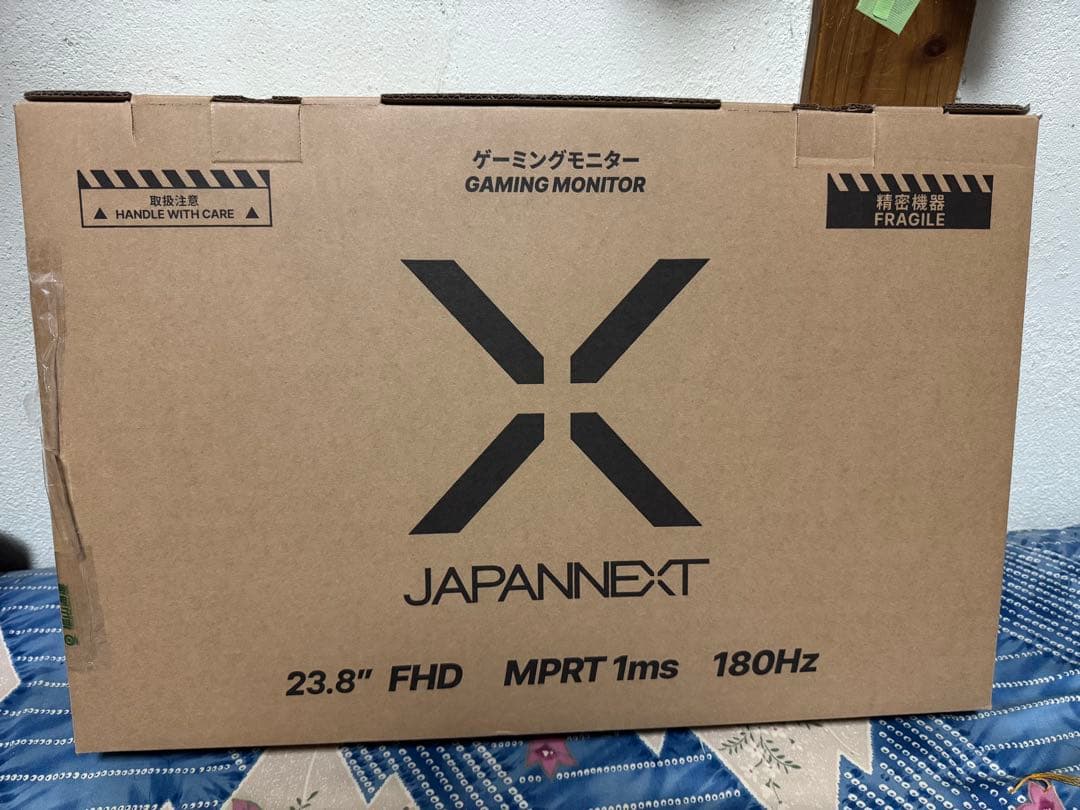 ゲーミングモニター
GAMING MONITOR
取扱注意
HANDLE WITH CARE
精密機器
FRAGILE
JAPANNEXT
23.8” FHD MPRT 1ms 180Hz